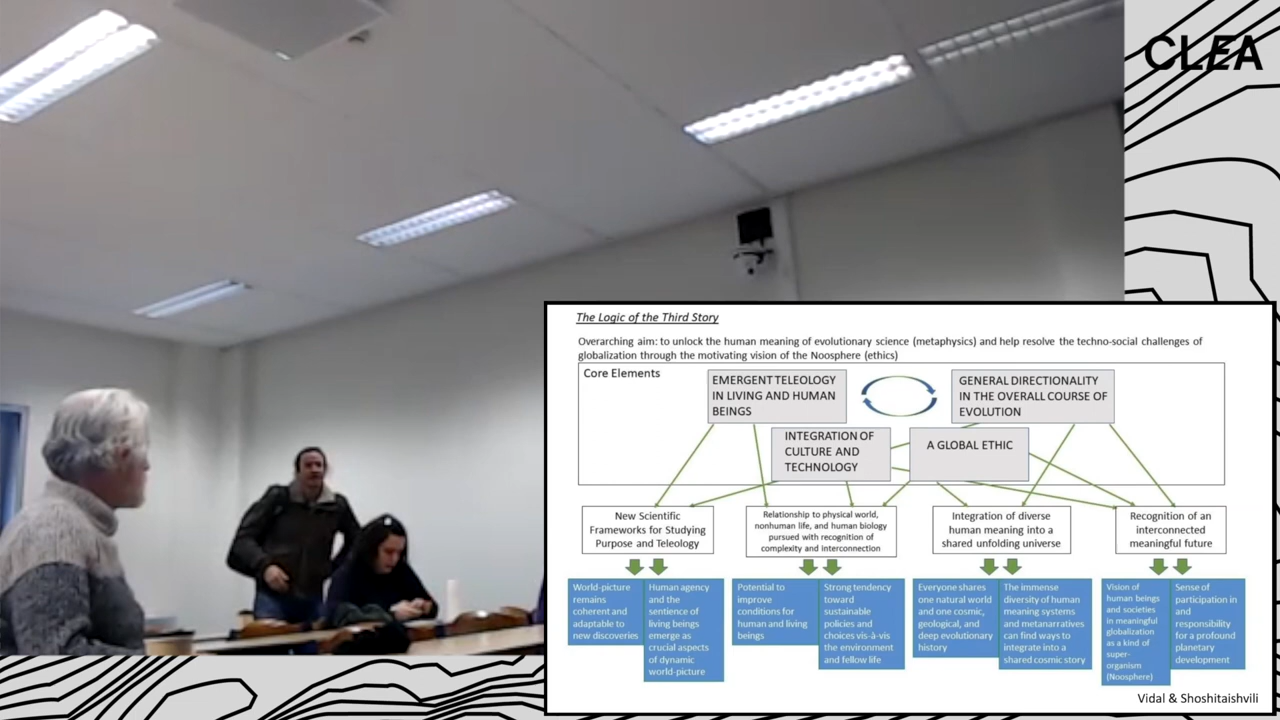 CLEA
The Logic of the Third Story
Overarching aim: to unlock the human meaning of evolutionary science (metaphysics) and help resolve the techno-social challenges of
globalization through the motivating vision of the Noosphere (ethics)
Core Elements
EMERGENT TELEOLOGY
IN LIVING AND HUMAN
BEINGS
GENERAL DIRECTIONALITY
IN THE OVERALL COURSE OF
EVOLUTION
INTEGRATION OF
CULTURE AND
TECHNOLOGY
A GLOBAL ETHIC
New Scientific
Frameworks for Studying
Purpose and Teleology
Relationship to physical world,
nonhuman life, and human biology
pursued with recognition of
complexity and interconnection
Integration of diverse
human meaning into a
shared unfolding universe
Recognition of an
interconnected
meaningful future
World-picture
remains
coherent and
adaptable to
new discoveries
Human agency
and the
sentience of
living beings
emerge as
crucial aspects
of dynamic
world-picture
Potential to
improve
conditions for
human and living
beings
Strong tendency
toward
sustainable
policies and
choices vis-à-vis
the environment
and fellow life
Everyone shares
one natural world
and one cosmic,
geological, and
deep evolutionary
history
The immense
diversity of human
meaning systems
and metanarratives
can find ways to
integrate into a
shared cosmic story
Vision of
human beings
and societies
in meaningful
globalization
as a kind of
super-
organism
(Noosphere)
Sense of
participation in
and
responsibility
for a profound
planetary
development
Vidal & Shoshitaishvili